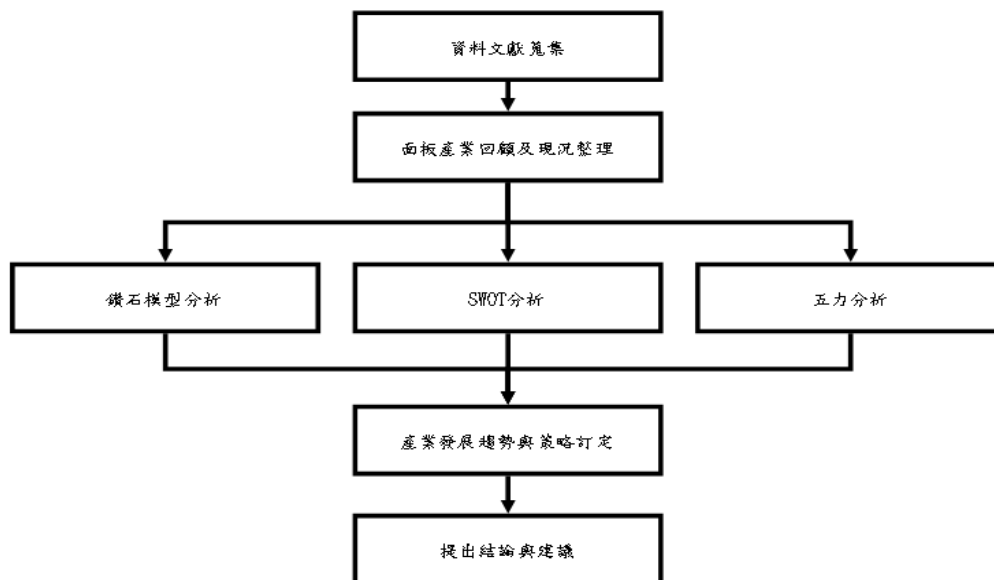 資料文獻蒐集
面板產業回顧及現況整理
鑽石模型分析
SWOT分析
五力分析
產業發展趨勢與策略訂定
提出結論與建議